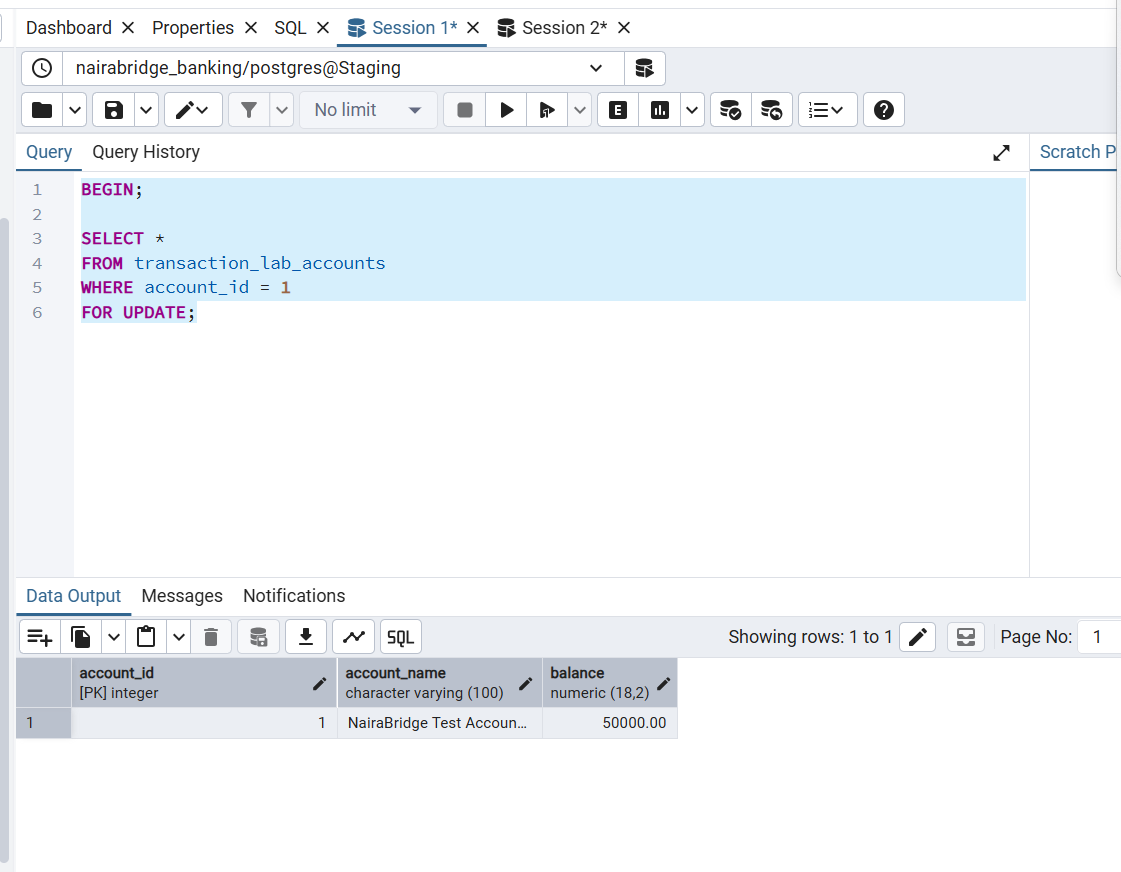 Dashboard Properties SQL Session 1* Session 2*
nairabridge_banking/postgres@Staging
No limit
Query Query History Scratch P
1 BEGIN;
2
3 SELECT *
4 FROM transaction_lab_accounts
5 WHERE account_id = 1
6 FOR UPDATE;
Data Output Messages Notifications
SQL Showing rows: 1 to 1 Page No: 1
account_id account_name balance
[PK] integer character varying (100) numeric (18,2)
1 1 NairaBridge Test Accoun... 50000.00